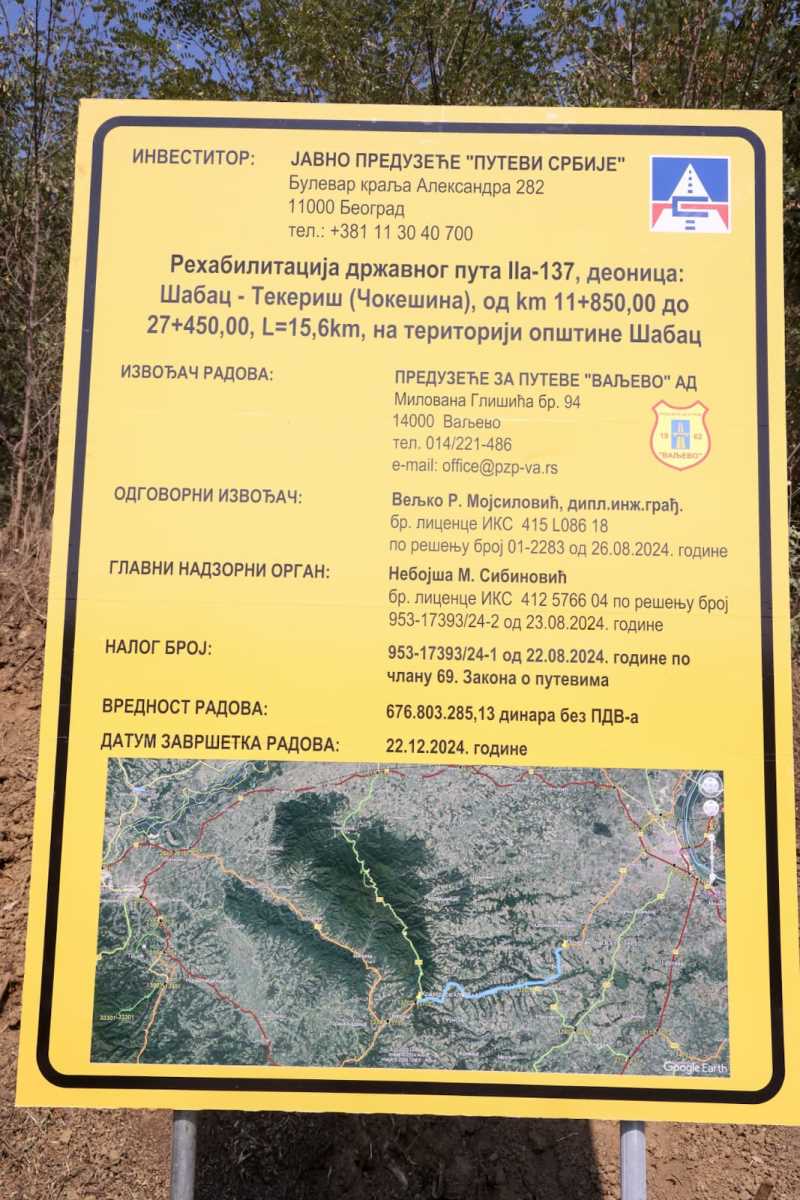 ИНВЕСТИТОР: ЈАВНО ПРЕДУЗЕЋЕ "ПУТЕВИ СРБИЈЕ"
Булевар краља Александра 282
11000 Београд
тел.: +381 11 30 40 700
Рехабилитација државног пута IIa-137, деоница:
Шабац - Текериш (Чокешина), од km 11+850,00 до
27+450,00, L=15,6km, на територији општине Шабац
ИЗВОЂАЧ РАДОВА: ПРЕДУЗЕЋЕ ЗА ПУТЕВЕ "ВАЉЕВО" АД
Милована Глишића бр. 94
14000 Ваљево
тел. 014/221-486
e-mail: office@pzp-va.rs
19 62
"ВАЉЕВО"
ОДГОВОРНИ ИЗВОЂАЧ: Вељко Р. Мојсиловић, дипл.инж.грађ.
бр. лиценце ИКС 415 L086 18
по решењу број 01-2283 од 26.08.2024. године
ГЛАВНИ НАДЗОРНИ ОРГАН: Небојша М. Сибиновић
бр. лиценце ИКС 412 5766 04 по решењу број
953-17393/24-2 од 23.08.2024. године
НАЛОГ БРОЈ: 953-17393/24-1 од 22.08.2024. године по
члану 69. Закона о путевима
ВРЕДНОСТ РАДОВА: 676.803.285,13 динара без ПДВ-а
ДАТУМ ЗАВРШЕТКА РАДОВА: 22.12.2024. године
Google Earth